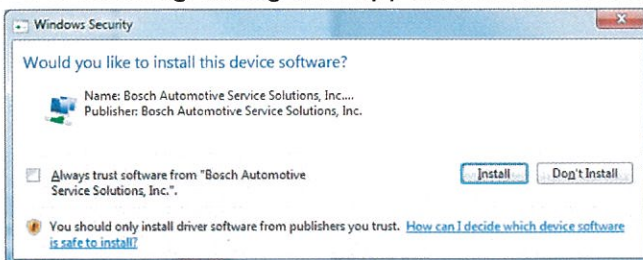 Windows Security
Would you like to install this device software?
Name: Bosch Automotive Service Solutions, Inc....
Publisher: Bosch Automotive Service Solutions, Inc.
Always trust software from "Bosch Automotive
Service Solutions, Inc.".
Install
Don't Install
You should only install driver software from publishers you trust. How can I decide which device software
is safe to install?